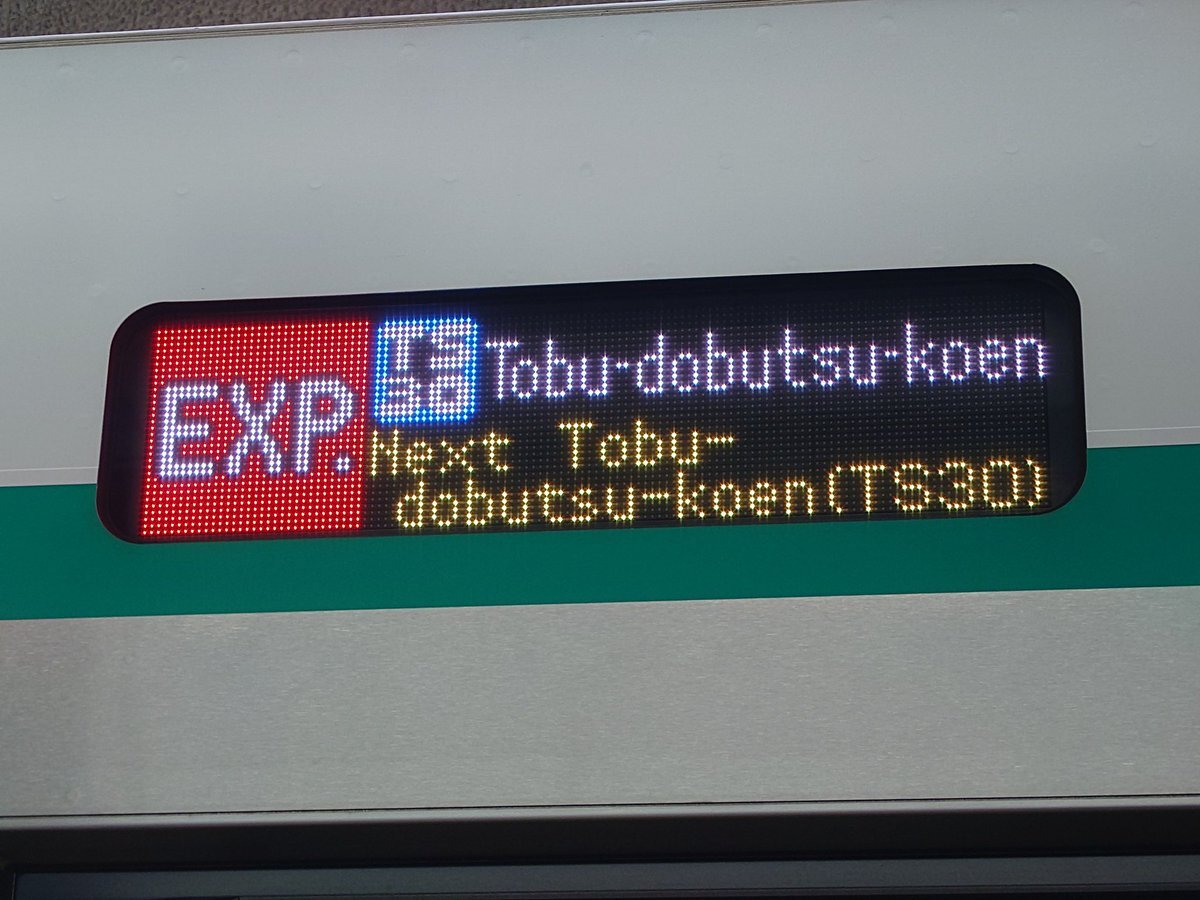 EXP.
TS
30
Tobu-dobutsu-koen
Next Tobu-
dobutsu-koen(TS30)